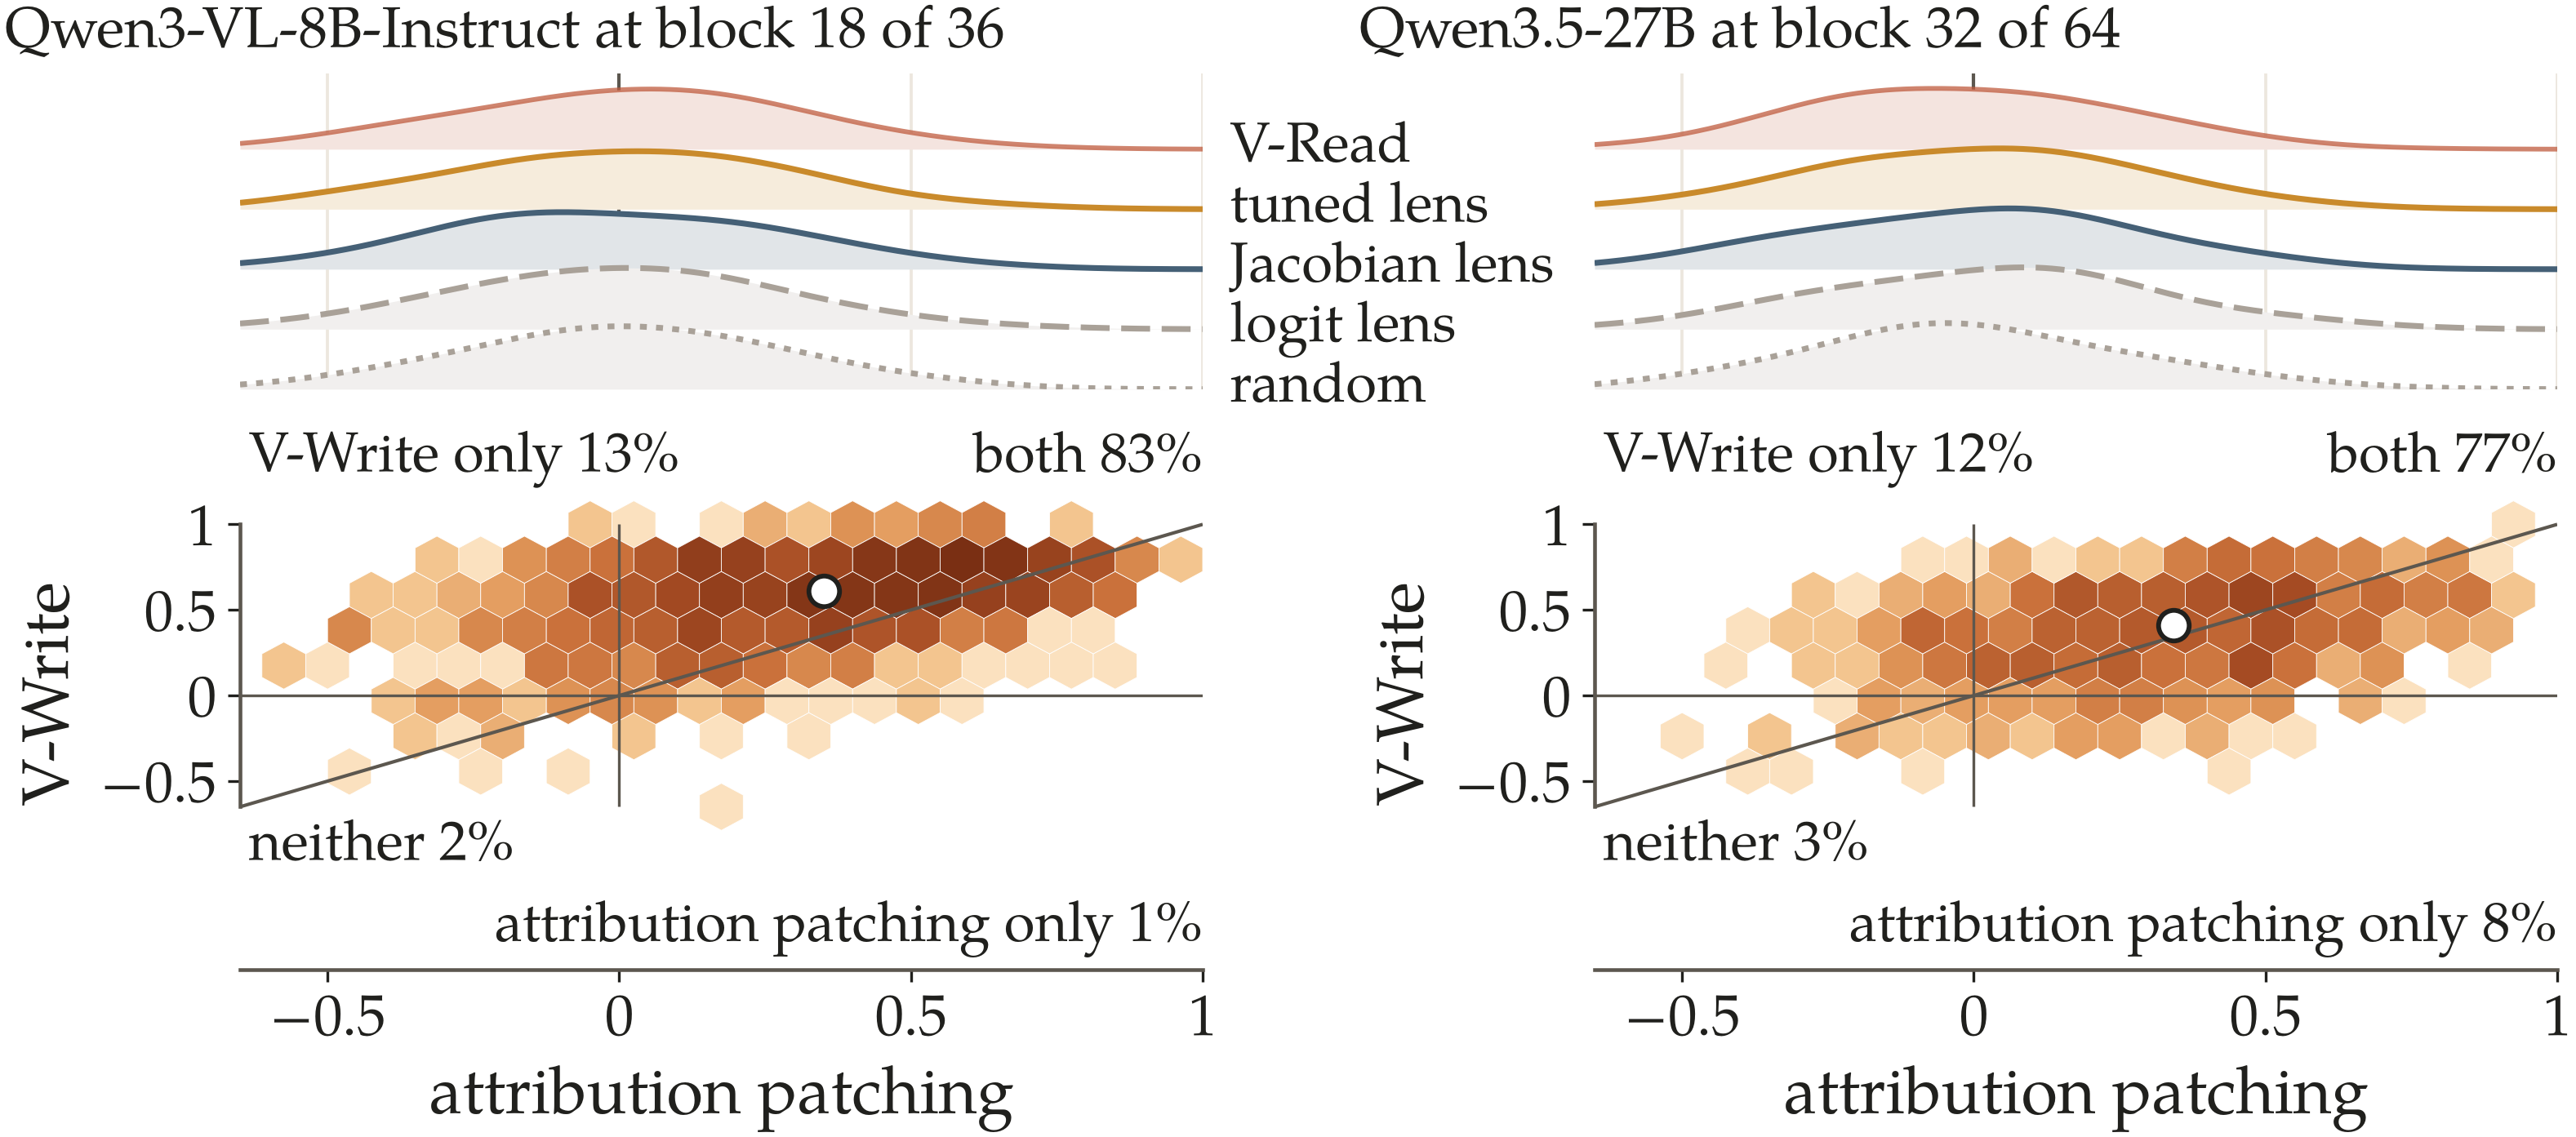 Qwen3-VL-8B-Instruct at block 18 of 36
Qwen3.5-27B at block 32 of 64
V-Read
tuned lens
Jacobian lens
logit lens
random
V-Write only 13%
both 83%
V-Write
1
0.5
0
−0.5
neither 2%
attribution patching only 1%
−0.5
0
0.5
1
attribution patching
V-Write only 12%
both 77%
V-Write
1
0.5
0
−0.5
neither 3%
attribution patching only 8%
−0.5
0
0.5
1
attribution patching